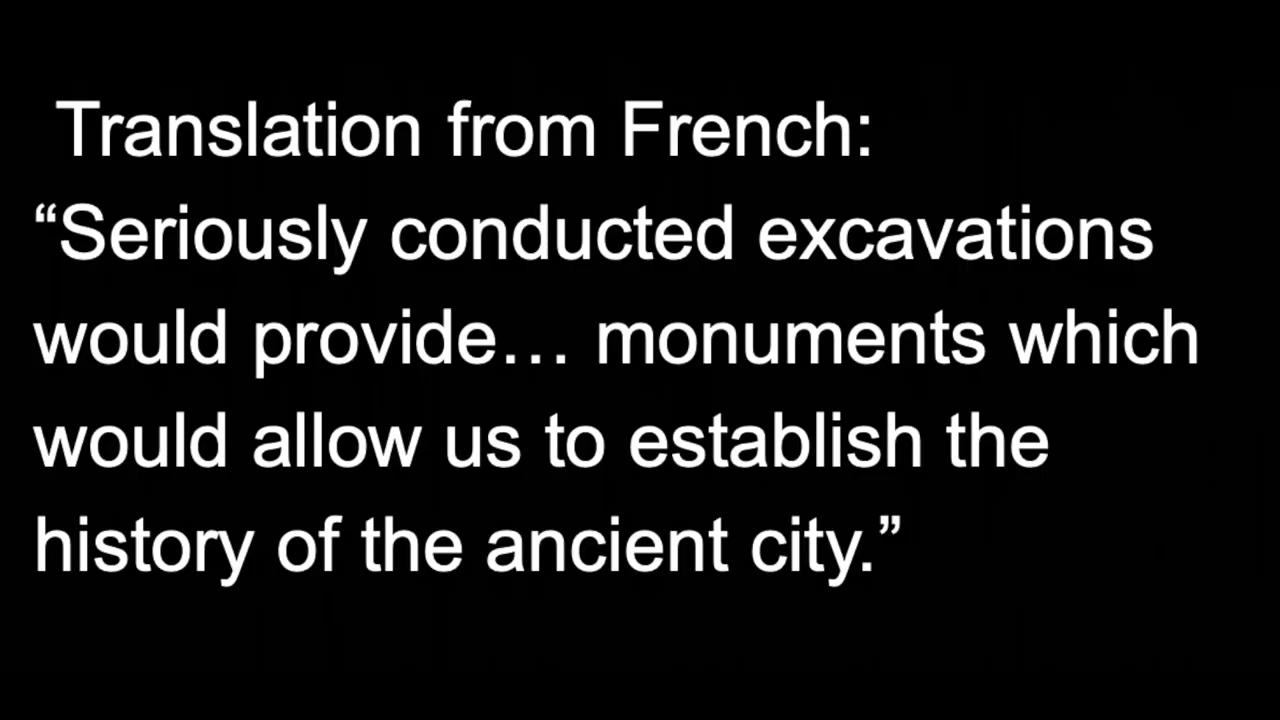 Translation from French:
“Seriously conducted excavations
would provide… monuments which
would allow us to establish the
history of the ancient city.”